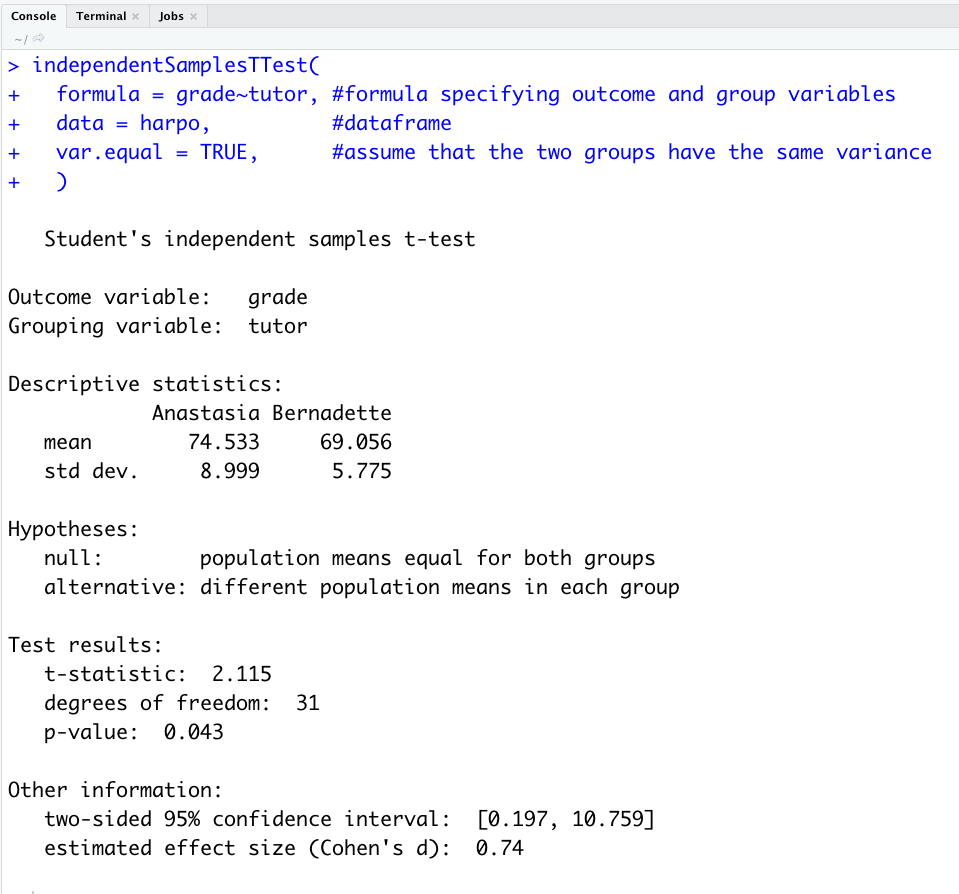 Console Terminal × Jobs ×
~/
> independentSamplesTTest(
+   formula = grade~tutor, #formula specifying outcome and group variables
+   data = harpo,          #dataframe
+   var.equal = TRUE,      #assume that the two groups have the same variance
+   )
   Student's independent samples t-test
Outcome variable:   grade
Grouping variable:  tutor
Descriptive statistics:
            Anastasia Bernadette
   mean        74.533     69.056
   std dev.     8.999      5.775
Hypotheses:
   null:        population means equal for both groups
   alternative: different population means in each group
Test results:
   t-statistic:  2.115
   degrees of freedom:  31
   p-value:  0.043
Other information:
   two-sided 95% confidence interval:  [0.197, 10.759]
   estimated effect size (Cohen's d):  0.74